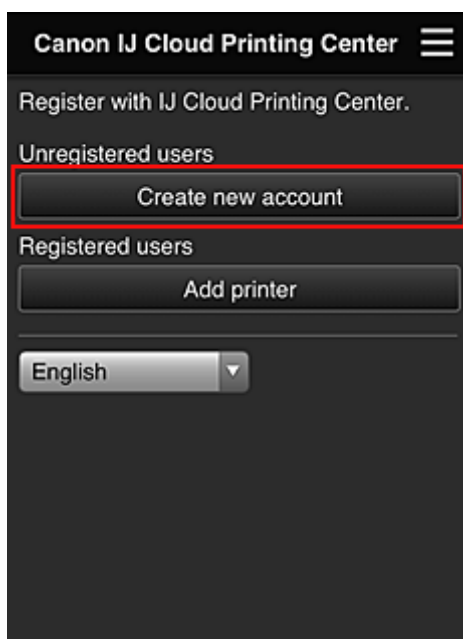 Canon IJ Cloud Printing Center
Register with IJ Cloud Printing Center.
Unregistered users
Create new account
Registered users
Add printer
English